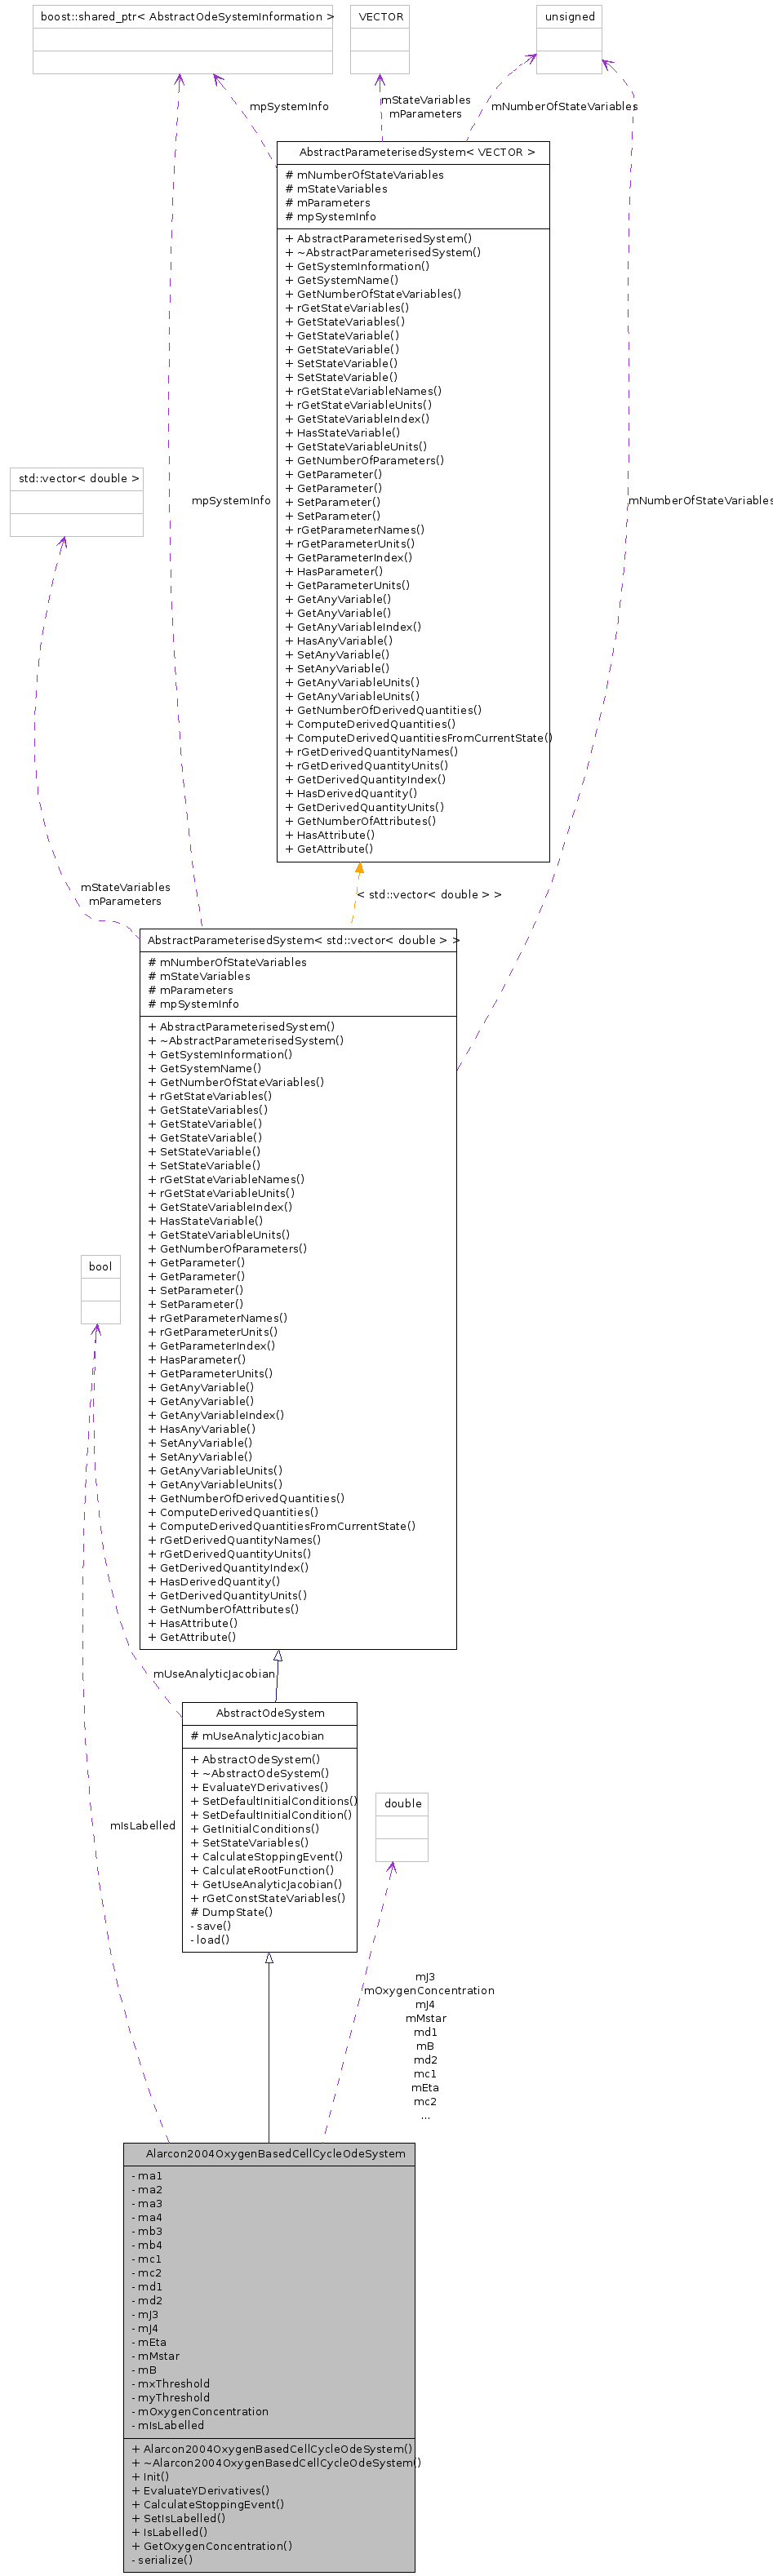 boost::shared_ptr< AbstractOdeSystemInformation >
VECTOR
unsigned
mpSystemInfo
mStateVariables
mParameters
mNumberOfStateVariables
AbstractParameterisedSystem< VECTOR >
# mNumberOfStateVariables
# mStateVariables
# mParameters
# mpSystemInfo
+ AbstractParameterisedSystem()
+ ~AbstractParameterisedSystem()
+ GetSystemInformation()
+ GetSystemName()
+ GetNumberOfStateVariables()
+ rGetStateVariables()
+ GetStateVariables()
+ GetStateVariable()
+ GetStateVariable()
+ SetStateVariable()
+ SetStateVariable()
+ rGetStateVariableNames()
+ rGetStateVariableUnits()
+ GetStateVariableIndex()
+ HasStateVariable()
+ GetStateVariableUnits()
+ GetNumberOfParameters()
+ GetParameter()
+ GetParameter()
+ SetParameter()
+ SetParameter()
+ rGetParameterNames()
+ rGetParameterUnits()
+ GetParameterIndex()
+ HasParameter()
+ GetParameterUnits()
+ GetAnyVariable()
+ GetAnyVariable()
+ GetAnyVariableIndex()
+ HasAnyVariable()
+ SetAnyVariable()
+ SetAnyVariable()
+ GetAnyVariableUnits()
+ GetAnyVariableUnits()
+ GetNumberOfDerivedQuantities()
+ ComputeDerivedQuantities()
+ ComputeDerivedQuantitiesFromCurrentState()
+ rGetDerivedQuantityNames()
+ rGetDerivedQuantityUnits()
+ GetDerivedQuantityIndex()
+ HasDerivedQuantity()
+ GetDerivedQuantityUnits()
+ GetNumberOfAttributes()
+ HasAttribute()
+ GetAttribute()
std::vector< double >
mpSystemInfo
mNumberOfStateVariables
mStateVariables
mParameters
< std::vector< double > >
AbstractParameterisedSystem< std::vector< double > >
# mNumberOfStateVariables
# mStateVariables
# mParameters
# mpSystemInfo
+ AbstractParameterisedSystem()
+ ~AbstractParameterisedSystem()
+ GetSystemInformation()
+ GetSystemName()
+ GetNumberOfStateVariables()
+ rGetStateVariables()
+ GetStateVariables()
+ GetStateVariable()
+ GetStateVariable()
+ SetStateVariable()
+ SetStateVariable()
+ rGetStateVariableNames()
+ rGetStateVariableUnits()
+ GetStateVariableIndex()
+ HasStateVariable()
+ GetStateVariableUnits()
+ GetNumberOfParameters()
+ GetParameter()
+ GetParameter()
+ SetParameter()
+ SetParameter()
+ rGetParameterNames()
+ rGetParameterUnits()
+ GetParameterIndex()
+ HasParameter()
+ GetParameterUnits()
+ GetAnyVariable()
+ GetAnyVariable()
+ GetAnyVariableIndex()
+ HasAnyVariable()
+ SetAnyVariable()
+ SetAnyVariable()
+ GetAnyVariableUnits()
+ GetAnyVariableUnits()
+ GetNumberOfDerivedQuantities()
+ ComputeDerivedQuantities()
+ ComputeDerivedQuantitiesFromCurrentState()
+ rGetDerivedQuantityNames()
+ rGetDerivedQuantityUnits()
+ GetDerivedQuantityIndex()
+ HasDerivedQuantity()
+ GetDerivedQuantityUnits()
+ GetNumberOfAttributes()
+ HasAttribute()
+ GetAttribute()
bool
mUseAnalyticJacobian
AbstractOdeSystem
# mUseAnalyticJacobian
+ AbstractOdeSystem()
+ ~AbstractOdeSystem()
+ EvaluateYDerivatives()
+ SetDefaultInitialConditions()
+ SetDefaultInitialCondition()
+ GetInitialConditions()
+ SetStateVariables()
+ CalculateStoppingEvent()
+ CalculateRootFunction()
+ GetUseAnalyticJacobian()
+ rGetConstStateVariables()
# DumpState()
- save()
- load()
double
mIsLabelled
mJ3
mOxygenConcentration
mJ4
mMstar
md1
mB
md2
mc1
mEta
mc2
...
Alarcon2004OxygenBasedCellCycleOdeSystem
- ma1
- ma2
- ma3
- ma4
- mb3
- mb4
- mc1
- mc2
- md1
- md2
- mJ3
- mJ4
- mEta
- mMstar
- mB
- mxThreshold
- myThreshold
- mOxygenConcentration
- mIsLabelled
+ Alarcon2004OxygenBasedCellCycleOdeSystem()
+ ~Alarcon2004OxygenBasedCellCycleOdeSystem()
+ Init()
+ EvaluateYDerivatives()
+ CalculateStoppingEvent()
+ SetIsLabelled()
+ IsLabelled()
+ GetOxygenConcentration()
- serialize()